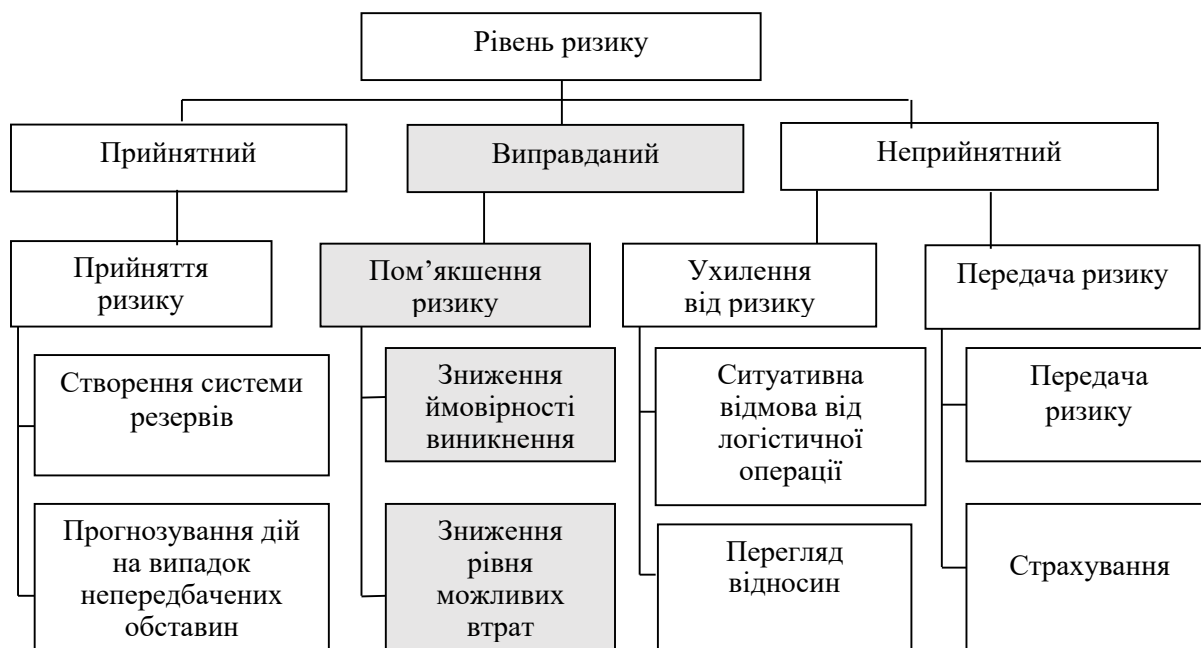 Рівень ризику
Прийнятний
Виправданий
Неприйнятний
Прийняття
ризику
Пом’якшення
ризику
Ухилення
від ризику
Передача ризику
Створення системи
резервів
Зниження
ймовірності
виникнення
Ситуативна
відмова від
логістичної
операції
Передача
ризику
Прогнозування дій
на випадок
непередбачених
обставин
Зниження
рівня
можливих
втрат
Перегляд
відносин
Страхування